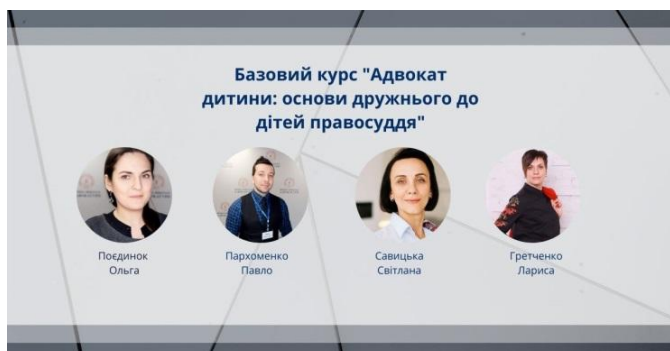 Базовий курс "Адвокат
дитини: основи дружнього до
дітей правосуддя"
Поєдинок
Ольга
Пархоменко
Павло
Савицька
Світлана
Гретченко
Лариса